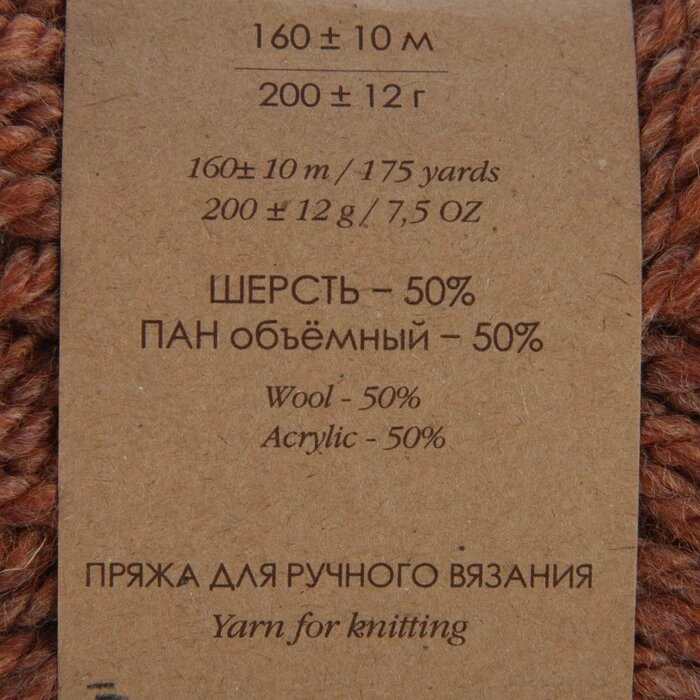 160 ± 10 м
200 ± 12 г
160± 10 m / 175 yards
200 ± 12 g / 7,5 OZ
ШЕРСТЬ – 50%
ПАН объёмный – 50%
Wool - 50%
Acrylic - 50%
ПРЯЖА ДЛЯ РУЧНОГО ВЯЗАНИЯ
Yarn for knitting